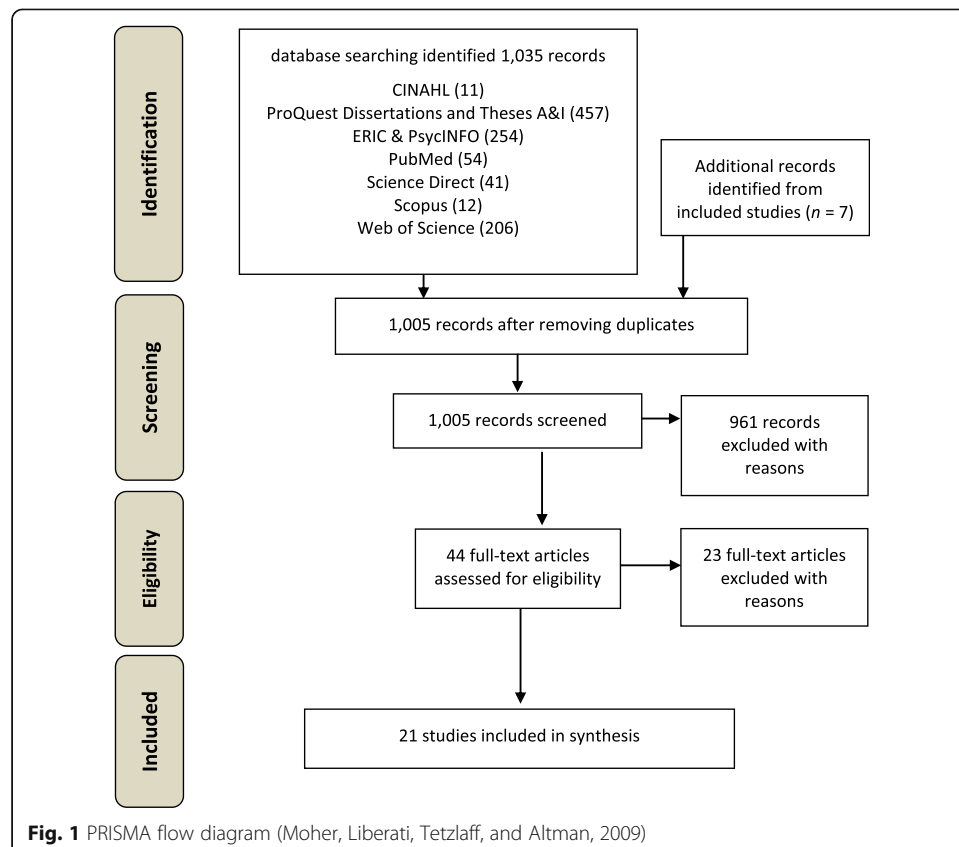 Identification
database searching identified 1,035 records
CINAHL (11)
ProQuest Dissertations and Theses A&I (457)
ERIC & PsycINFO (254)
PubMed (54)
Science Direct (41)
Scopus (12)
Web of Science (206)
Additional records
identified from
included studies (n = 7)
Screening
1,005 records after removing duplicates
1,005 records screened
961 records
excluded with
reasons
Eligibility
44 full-text articles
assessed for eligibility
23 full-text articles
excluded with
reasons
Included
21 studies included in synthesis
Fig. 1 PRISMA flow diagram (Moher, Liberati, Tetzlaff, and Altman, 2009)